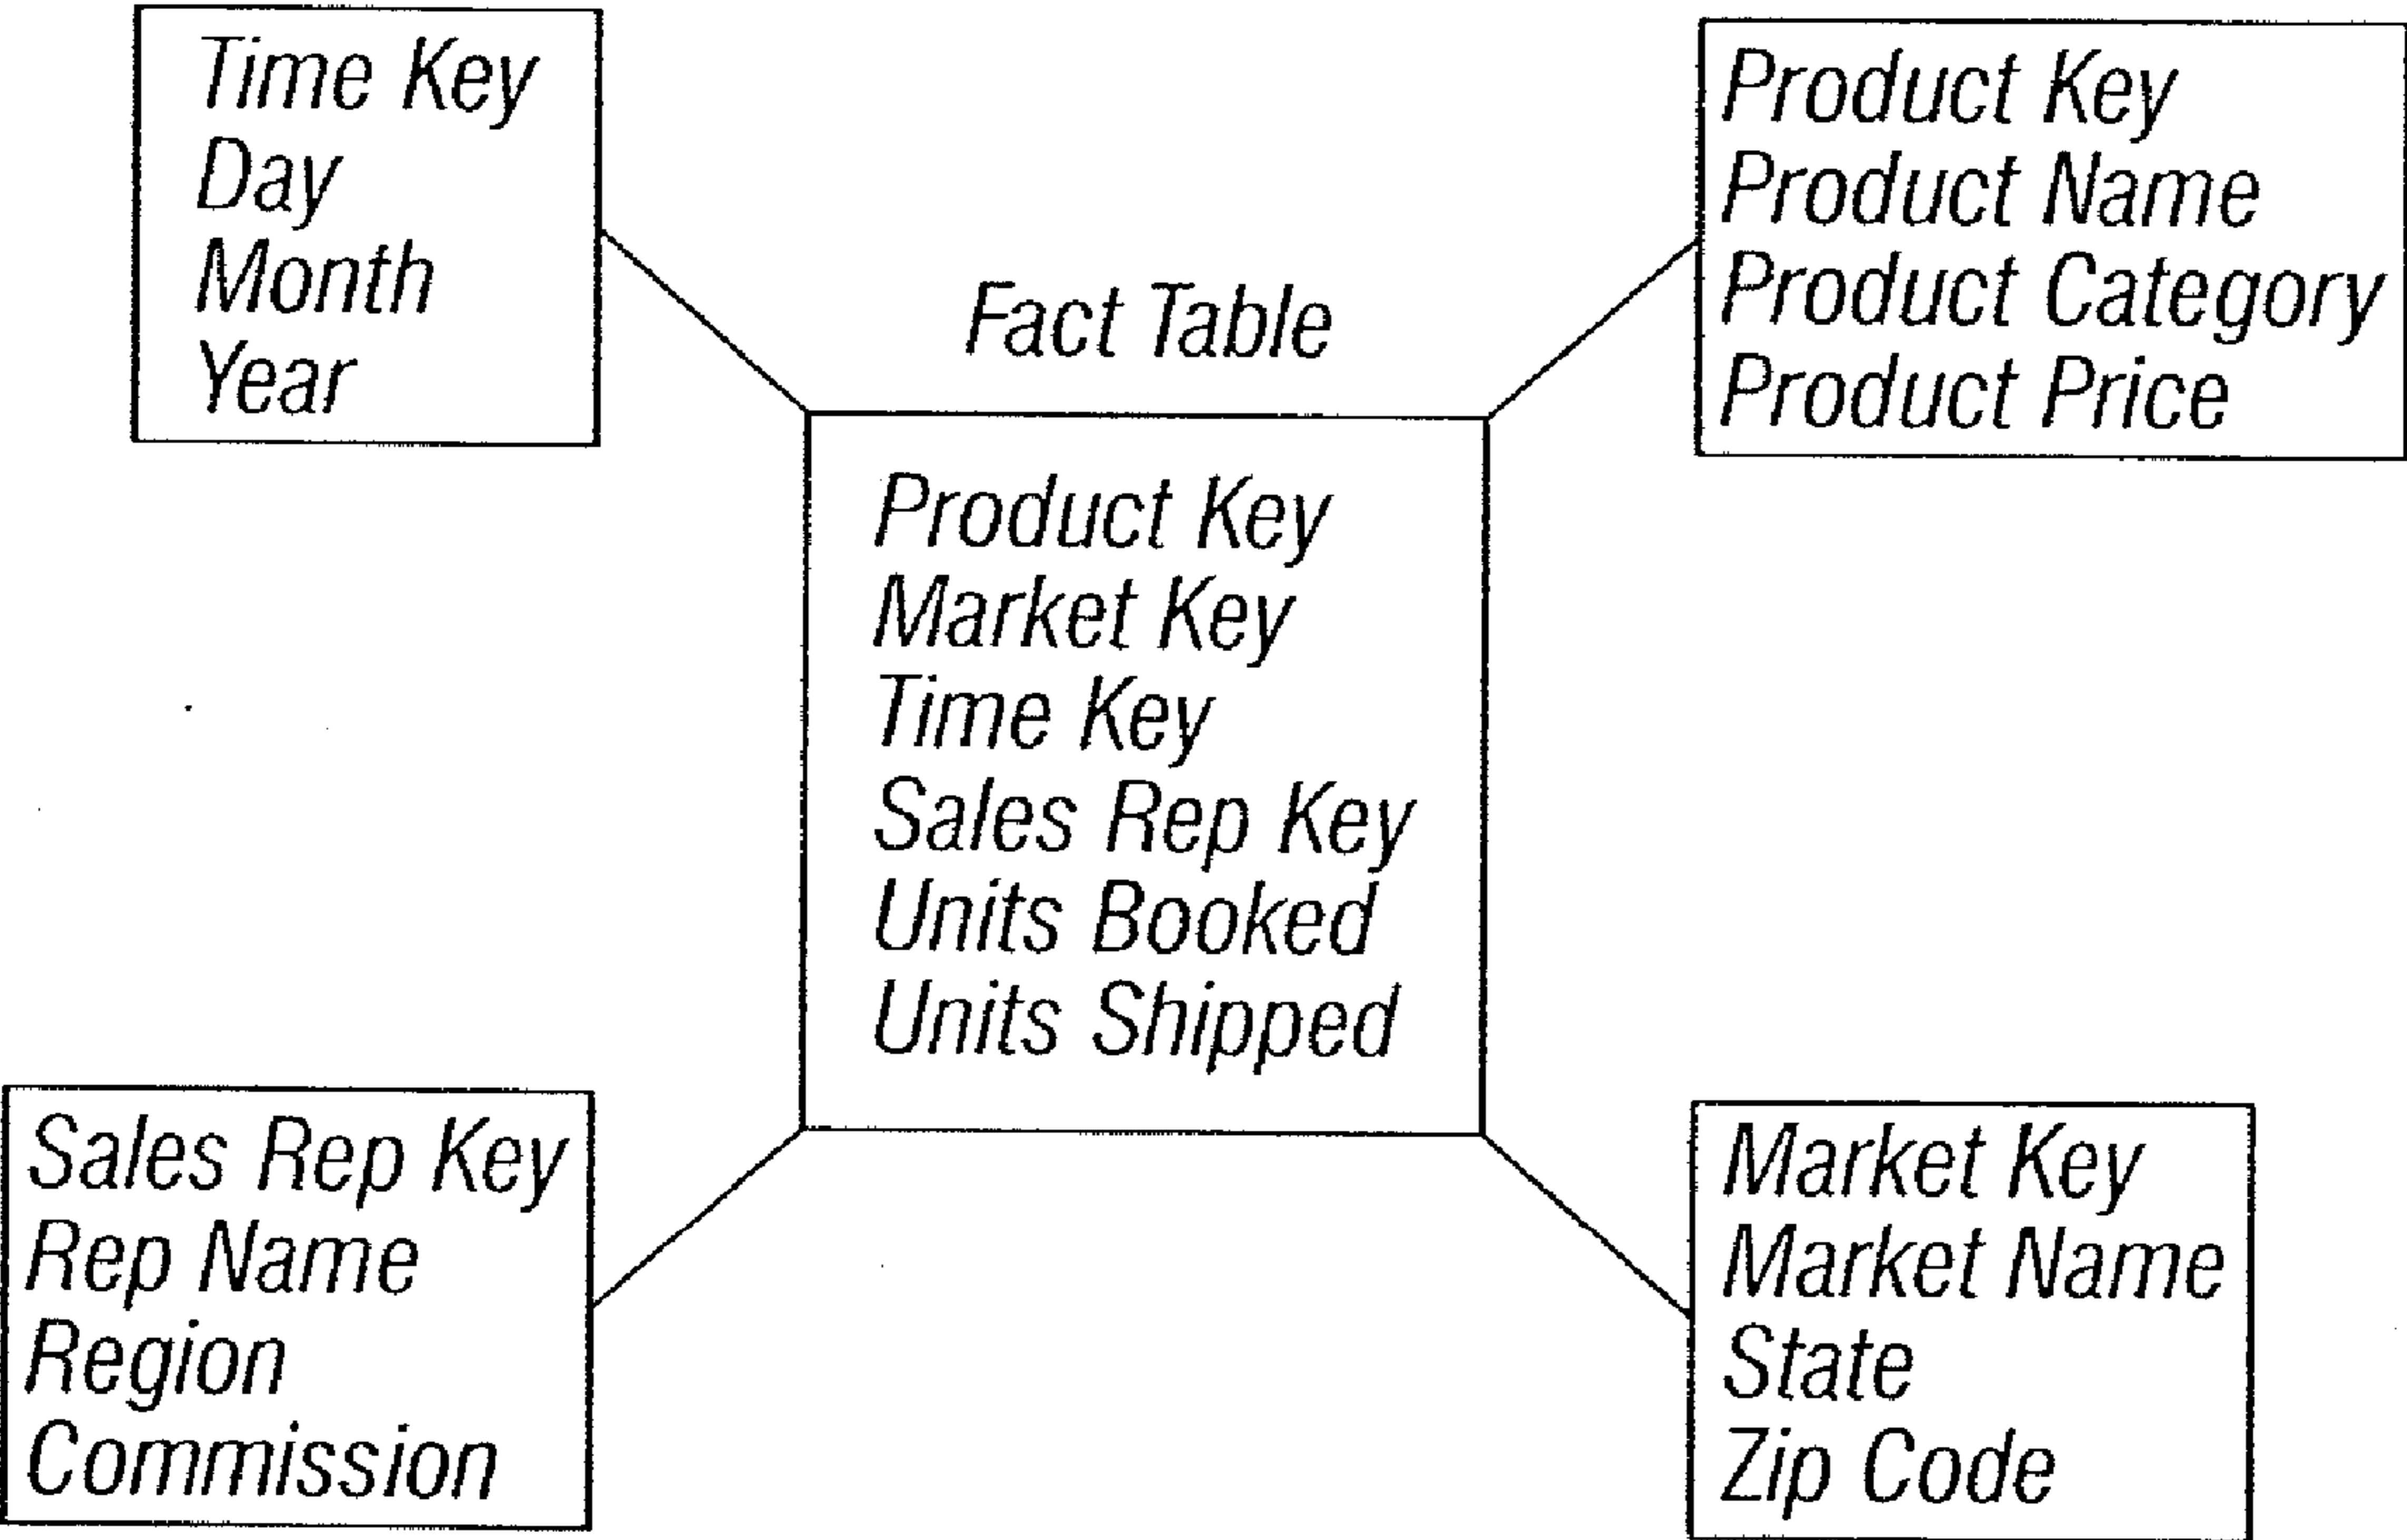 Time Key
Day
Month
Year
Product Key
Product Name
Product Category
Product Price
Fact Table
Product Key
Market Key
Time Key
Sales Rep Key
Units Booked
Units Shipped
Sales Rep Key
Rep Name
Region
Commission
Market Key
Market Name
State
Zip Code